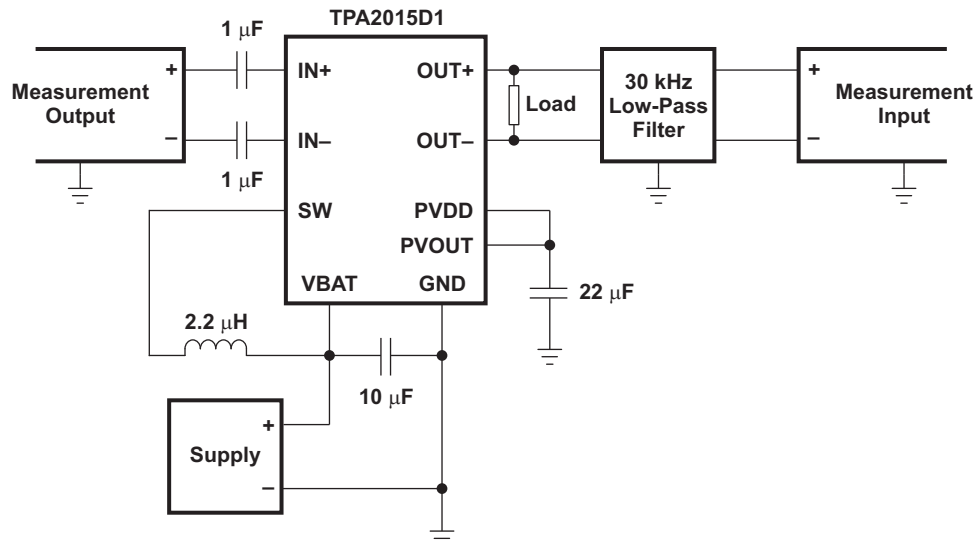 TPA2015D1
1 μF
Measurement
Output
+
–
1 μF
IN+
IN–
SW
VBAT
GND
OUT+
OUT–
PVDD
PVOUT
Load
30 kHz
Low-Pass
Filter
+
–
Measurement
Input
22 μF
2.2 μH
10 μF
Supply
+
–